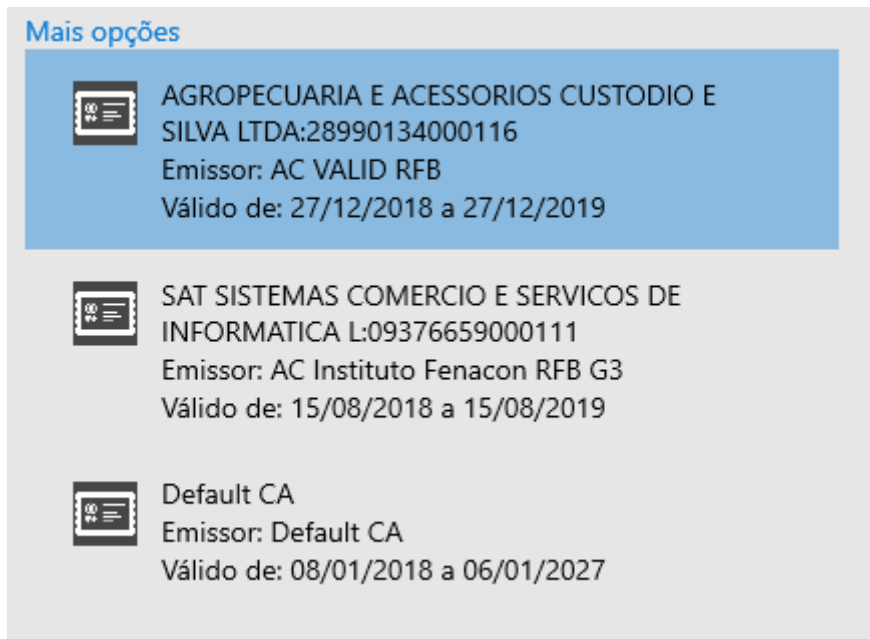 Mais opções
AGROPECUARIA E ACESSORIOS CUSTODIO E
SILVA LTDA:28990134000116
Emissor: AC VALID RFB
Válido de: 27/12/2018 a 27/12/2019
SAT SISTEMAS COMERCIO E SERVICOS DE
INFORMATICA L:09376659000111
Emissor: AC Instituto Fenacon RFB G3
Válido de: 15/08/2018 a 15/08/2019
Default CA
Emissor: Default CA
Válido de: 08/01/2018 a 06/01/2027